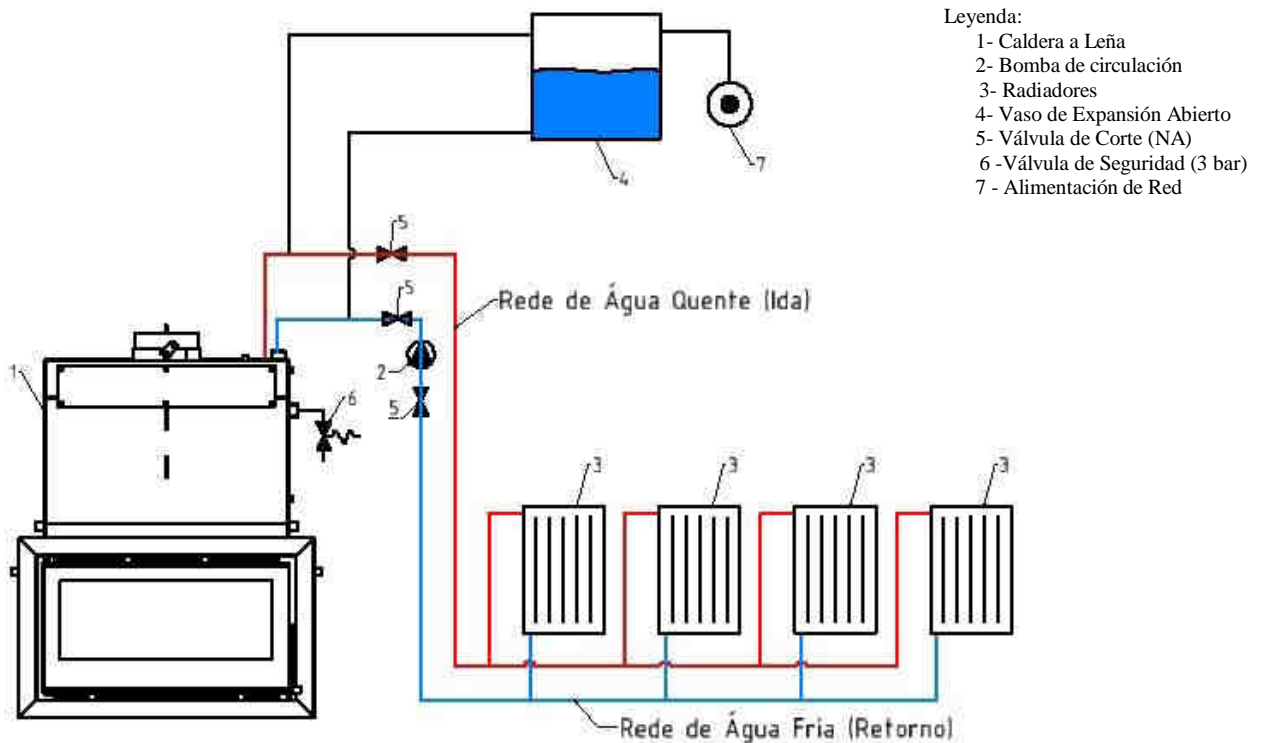 Leyenda:
1- Caldera a Leña
2- Bomba de circulación
3- Radiadores
4- Vaso de Expansión Abierto
5- Válvula de Corte (NA)
6 -Válvula de Seguridad (3 bar)
7 - Alimentación de Red
4
7
5
5
Rede de Água Quente (Ida)
1
2
5
6
3
3
3
3
Rede de Água Fria (Retorno)